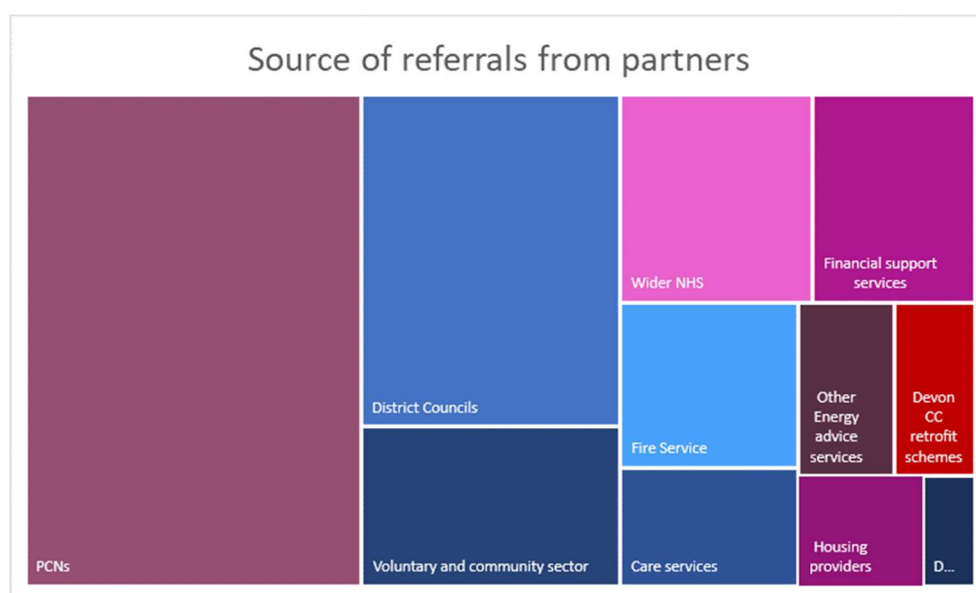 Source of referrals from partners
PCNs
District Councils
Voluntary and community sector
Wider NHS
Financial support
services
Fire Service
Other
Energy
advice
services
Devon
CC
retrofit
schemes
Care services
Housing
providers
D...